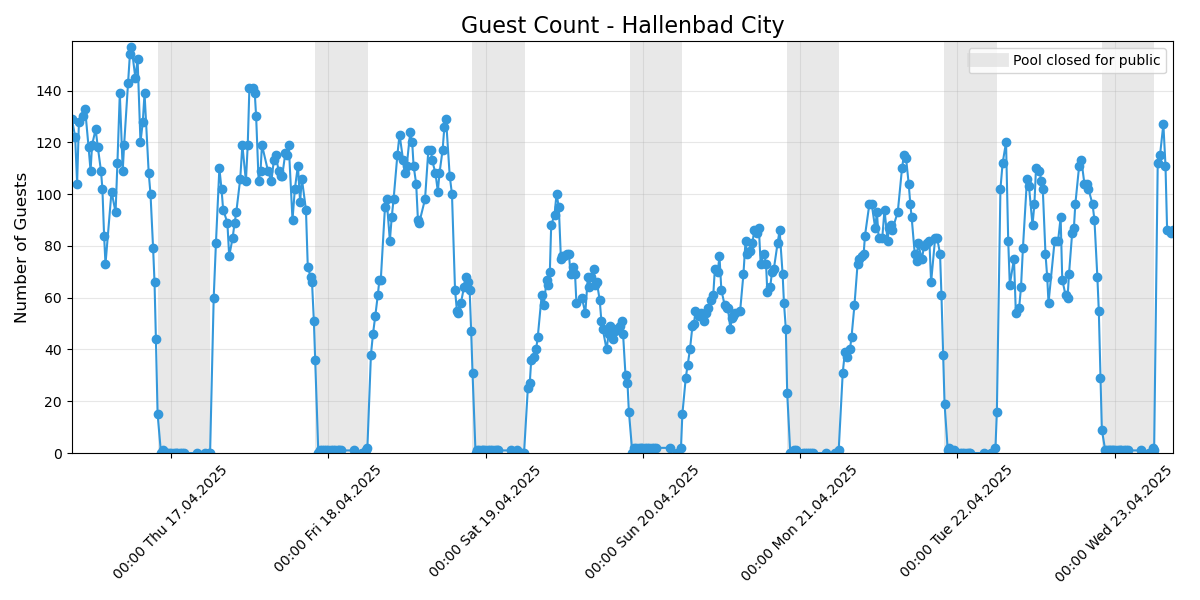 Guest Count - Hallenbad City
Pool closed for public
Number of Guests
140
120
100
80
60
40
20
0
00:00 Thu 17.04.2025
00:00 Fri 18.04.2025
00:00 Sat 19.04.2025
00:00 Sun 20.04.2025
00:00 Mon 21.04.2025
00:00 Tue 22.04.2025
00:00 Wed 23.04.2025